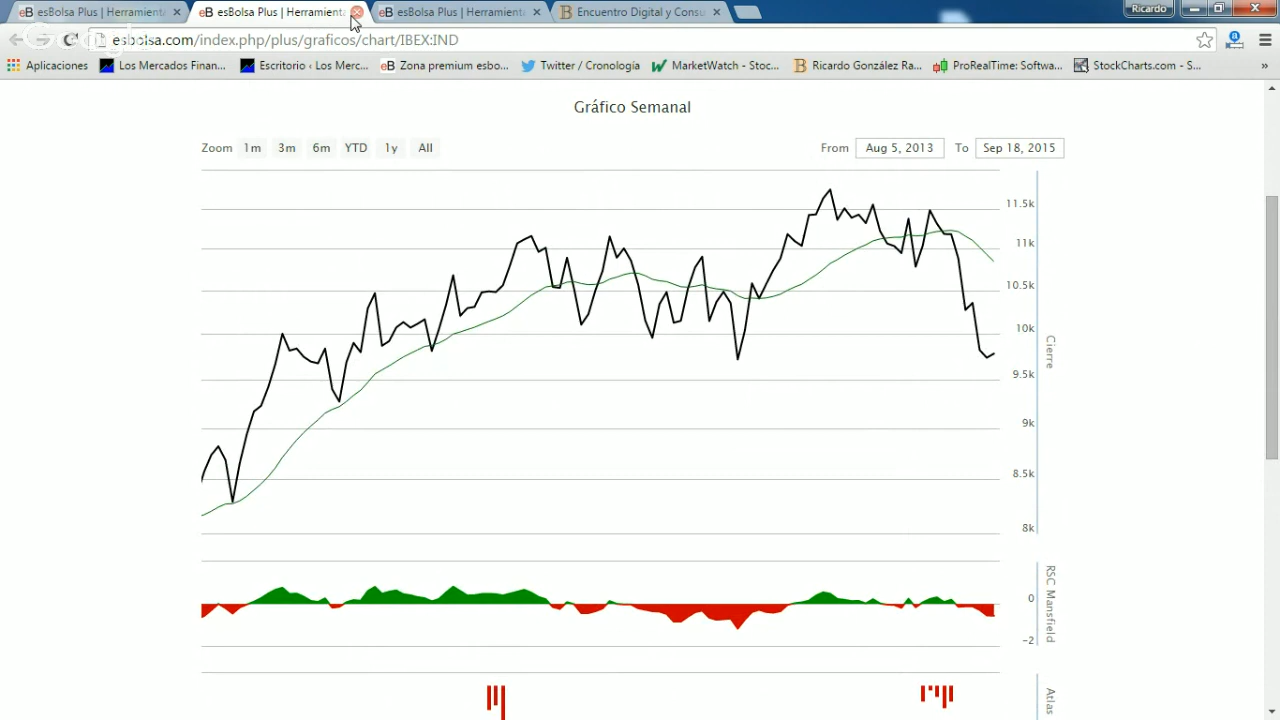 esBolsa Plus | Herramienta
esBolsa Plus | Herramient
esBolsa Plus | Herramienta
Encuentro Digital y Consu
Ricardo
esbolsa.com/index.php/plus/graficos/chart/IBEX:IND
Aplicaciones
Los Mercados Finan...
Escritorio ‹ Los Merc...
Zona premium esbo...
Twitter / Cronología
MarketWatch - Stoc...
Ricardo González Ra...
ProRealTime: Softwa...
StockCharts.com - S...
»
Gráfico Semanal
Zoom 1m 3m 6m YTD 1y All
From Aug 5, 2013 To Sep 18, 2015
11.5k
11k
10.5k
10k
9.5k
9k
8.5k
8k
Cierre
0
-2
RSC Mansfield
Atlas